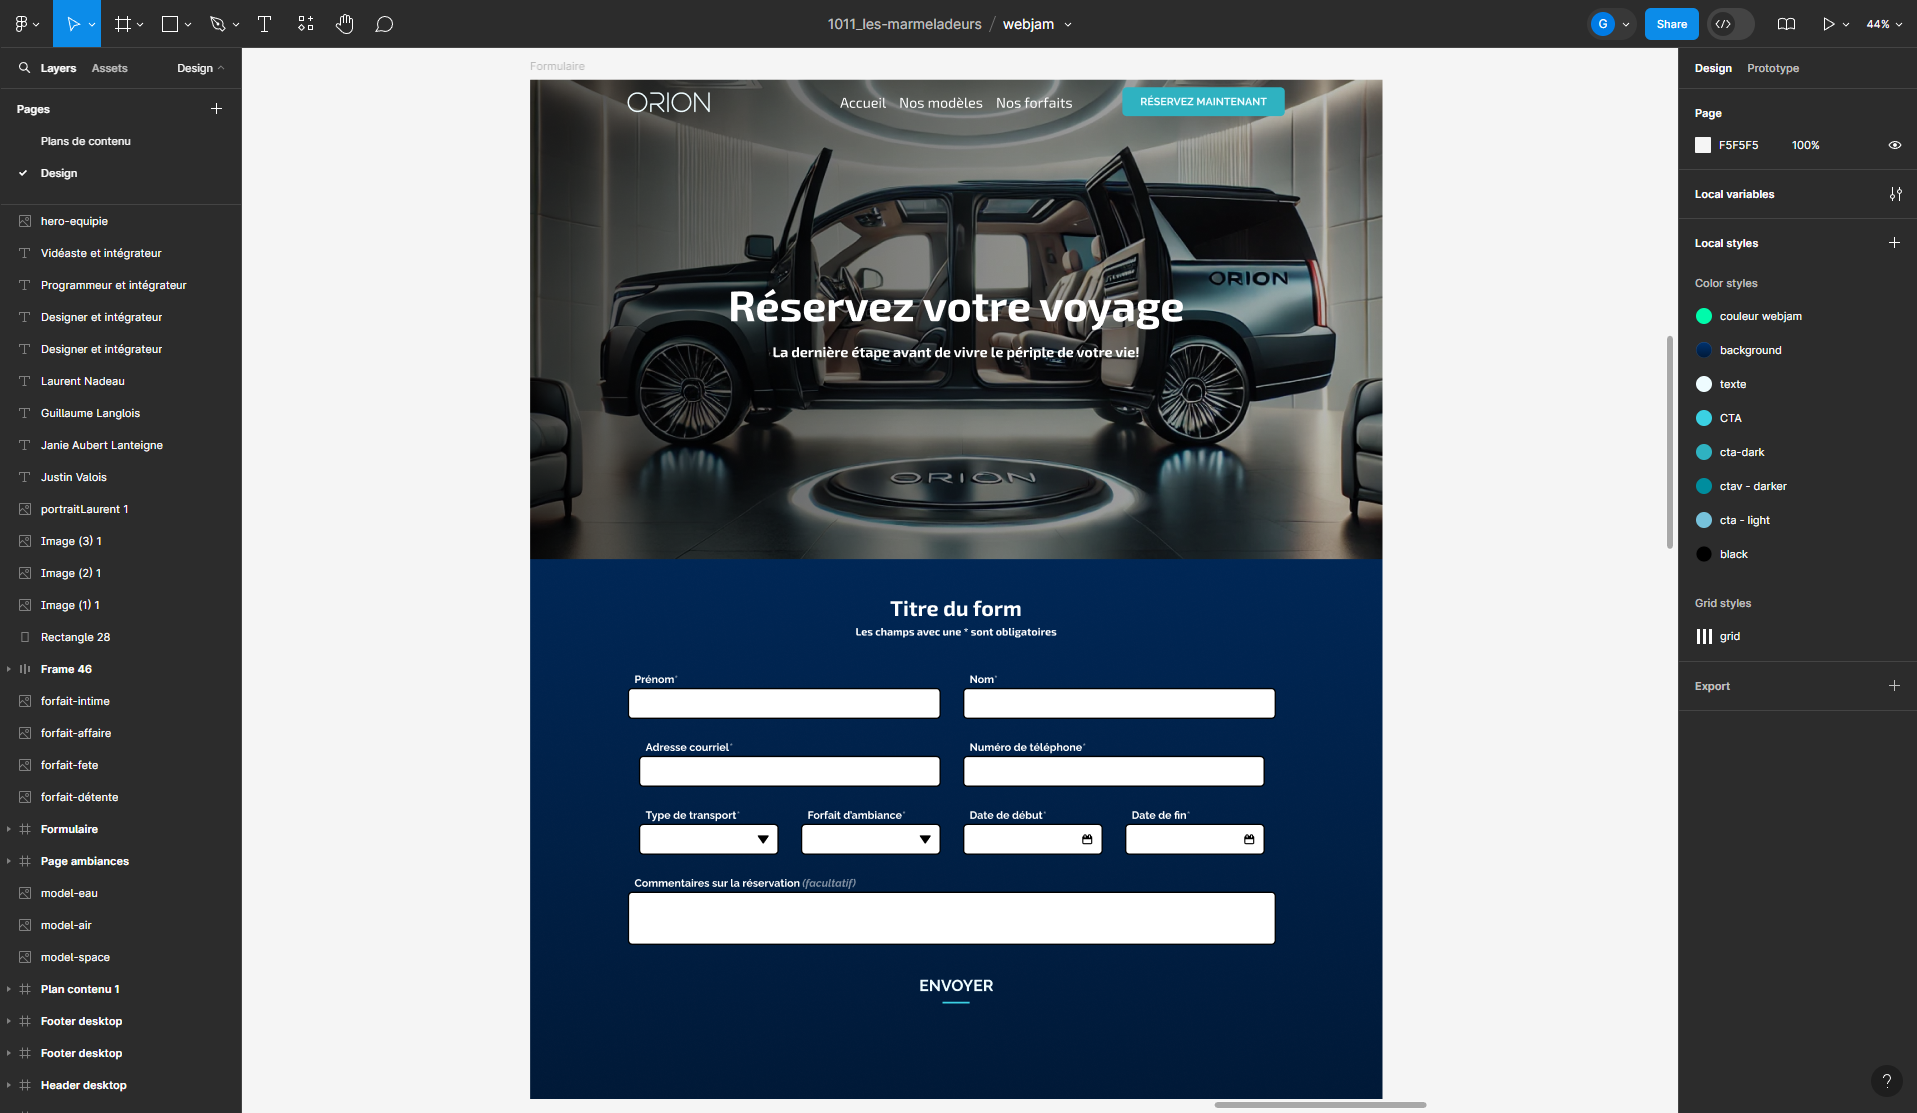 1011_les-marmeladeurs / webjam
G
Share
44%
Layers
Assets
Design
Pages
Plans de contenu
Design
hero-equipie
Vidéaste et intégrateur
Programmeur et intégrateur
Designer et intégrateur
Designer et intégrateur
Laurent Nadeau
Guillaume Langlois
Janie Aubert Lanteigne
Justin Valois
portraitLaurent 1
Image (3) 1
Image (2) 1
Image (1) 1
Rectangle 28
Frame 46
forfait-intime
forfait-affaire
forfait-fete
forfait-détente
Formulaire
Page ambiances
model-eau
model-air
model-space
Plan contenu 1
Footer desktop
Footer desktop
Header desktop
Formulaire
ORION
Accueil
Nos modèles
Nos forfaits
RÉSERVEZ MAINTENANT
ORION
Réservez votre voyage
La dernière étape avant de vivre le périple de votre vie!
ORION
Titre du form
Les champs avec une * sont obligatoires
Prénom*
Nom*
Adresse courriel*
Numéro de téléphone*
Type de transport*
Forfait d'ambiance*
Date de début*
Date de fin*
Commentaires sur la réservation (facultatif)
ENVOYER
Design
Prototype
Page
F5F5F5
100%
Local variables
Local styles
Color styles
couleur webjam
background
texte
CTA
cta-dark
ctav - darker
cta - light
black
Grid styles
grid
Export
?